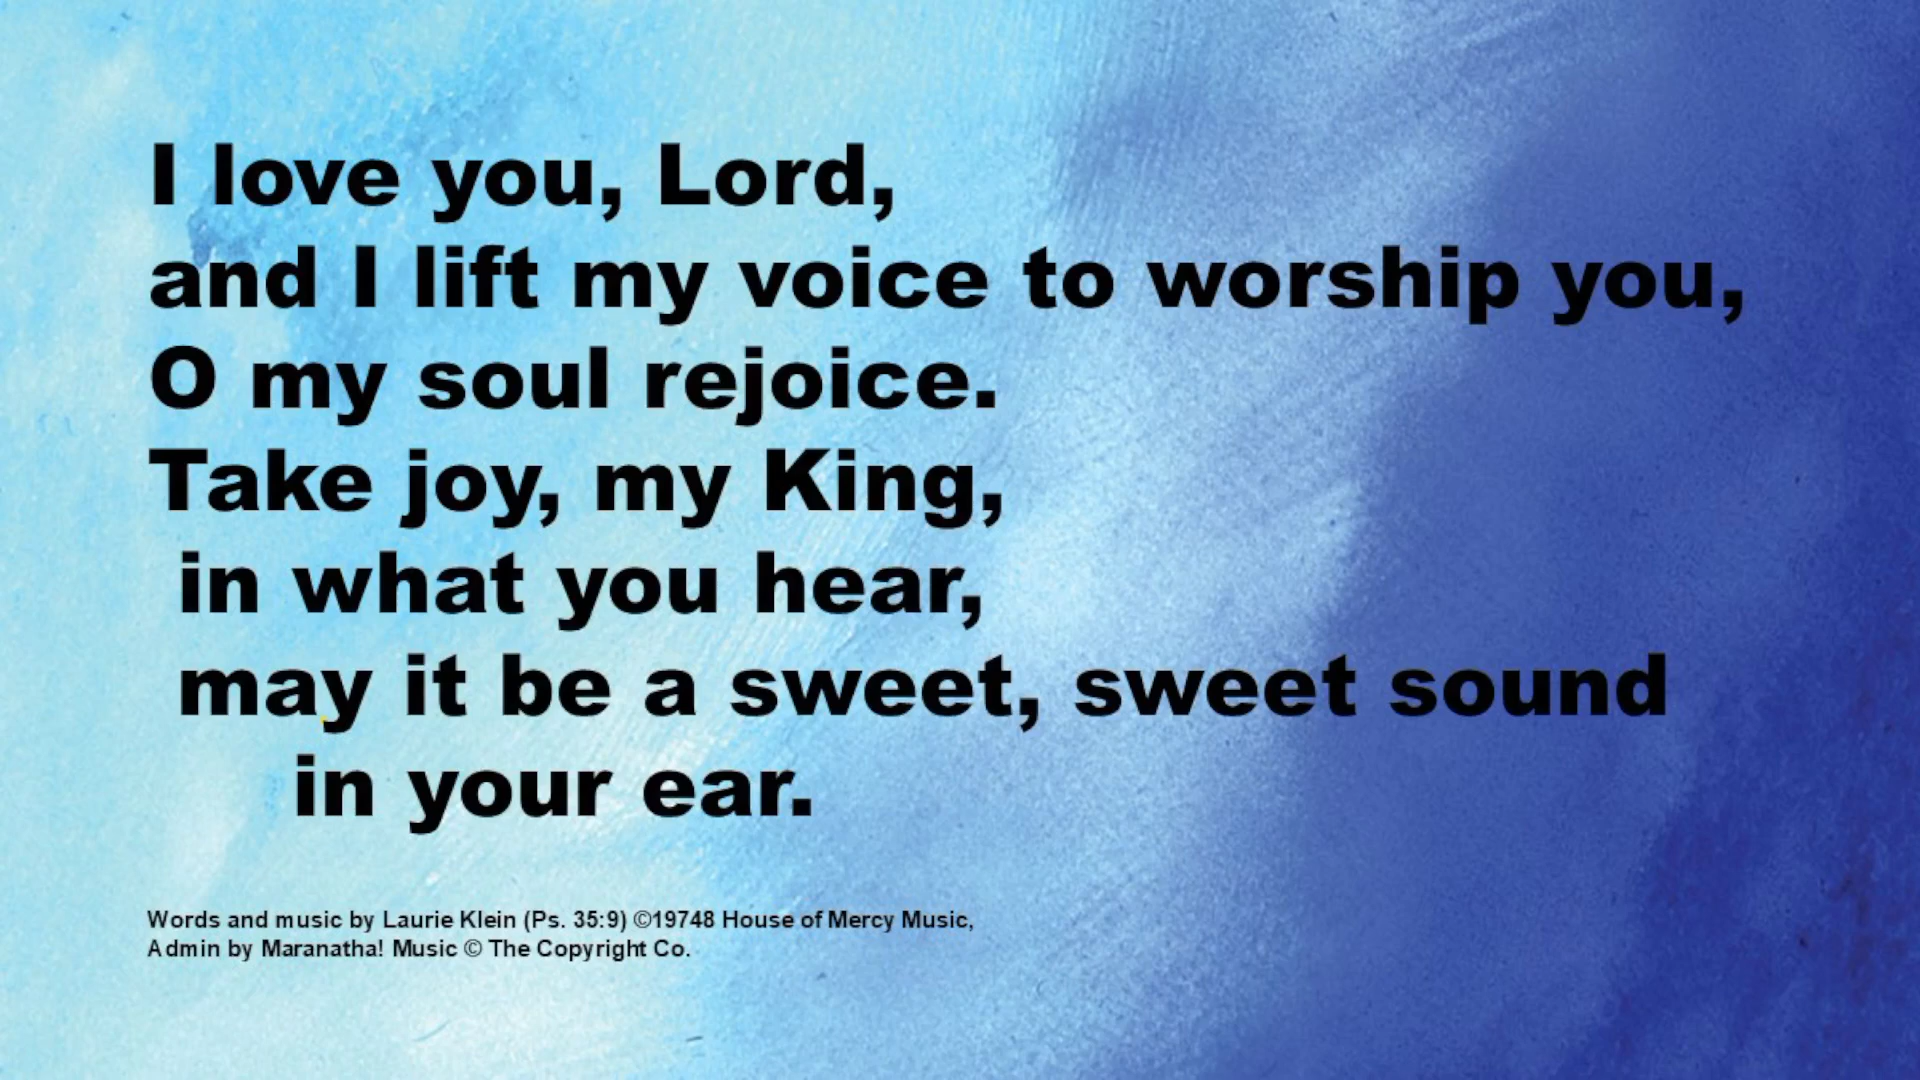 I love you, Lord,
and I lift my voice to worship you,
O my soul rejoice.
Take joy, my King,
in what you hear,
may it be a sweet, sweet sound
in your ear.
Words and music by Laurie Klein (Ps. 35:9) ©19748 House of Mercy Music,
Admin by Maranatha! Music © The Copyright Co.